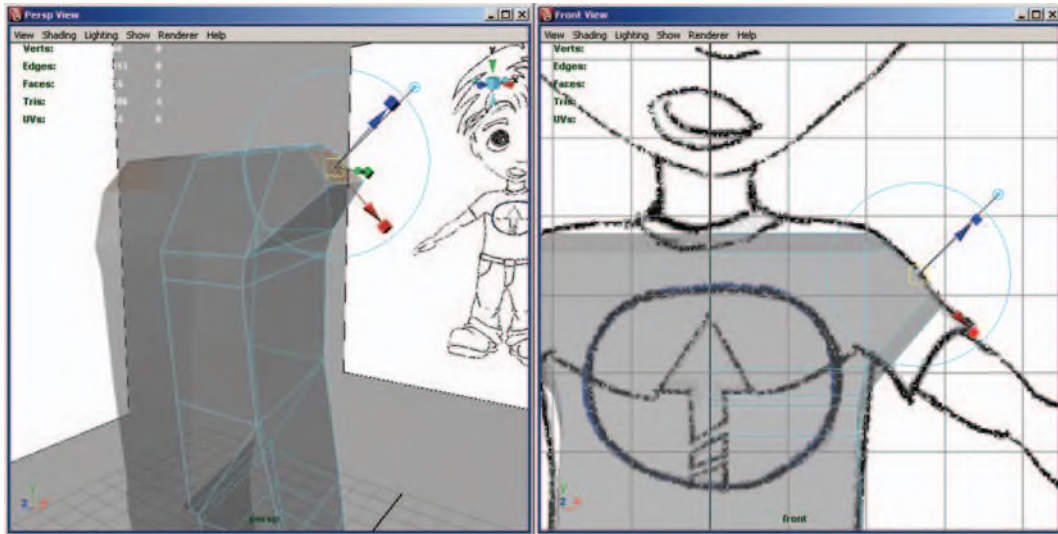 Persp View
View Shading Lighting Show Renderer Help
Verts:
Edges:
Faces:
Tris:
UVs:
persp
Front View
View Shading Lighting Show Renderer Help
Verts:
Edges:
Faces:
Tris:
UVs:
front